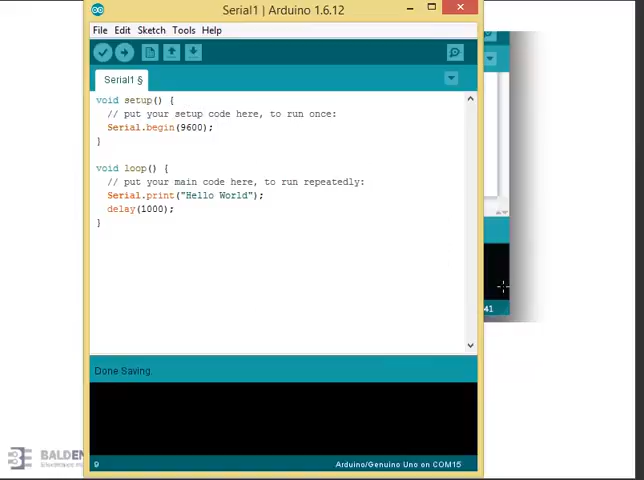 Serial1 | Arduino 1.6.12
File Edit Sketch Tools Help
Serial1 §
void setup() {
// put your setup code here, to run once:
Serial.begin(9600);
}
void loop() {
// put your main code here, to run repeatedly:
Serial.print("Hello World");
delay(1000);
}
Done Saving.
41
BALDEN
9
Arduino/Genuino Uno on COM15